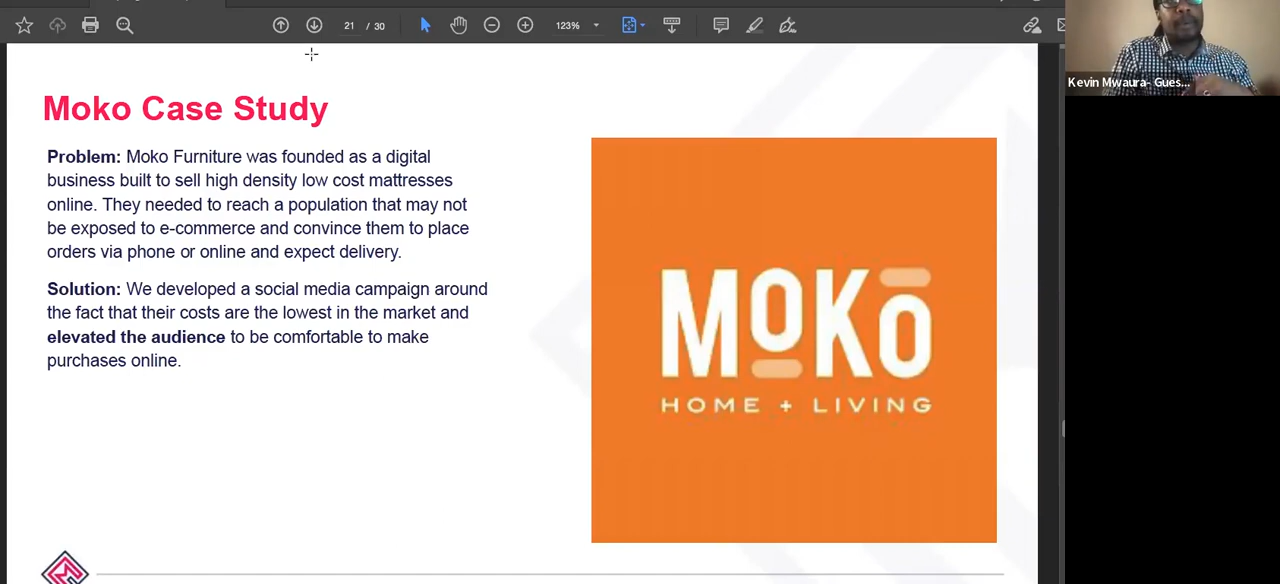 21 / 30
123%
Kevin Mwaura- Gues...
Moko Case Study
Problem: Moko Furniture was founded as a digital
business built to sell high density low cost mattresses
online. They needed to reach a population that may not
be exposed to e-commerce and convince them to place
orders via phone or online and expect delivery.
Solution: We developed a social media campaign around
the fact that their costs are the lowest in the market and
elevated the audience to be comfortable to make
purchases online.
MOKO
HOME + LIVING